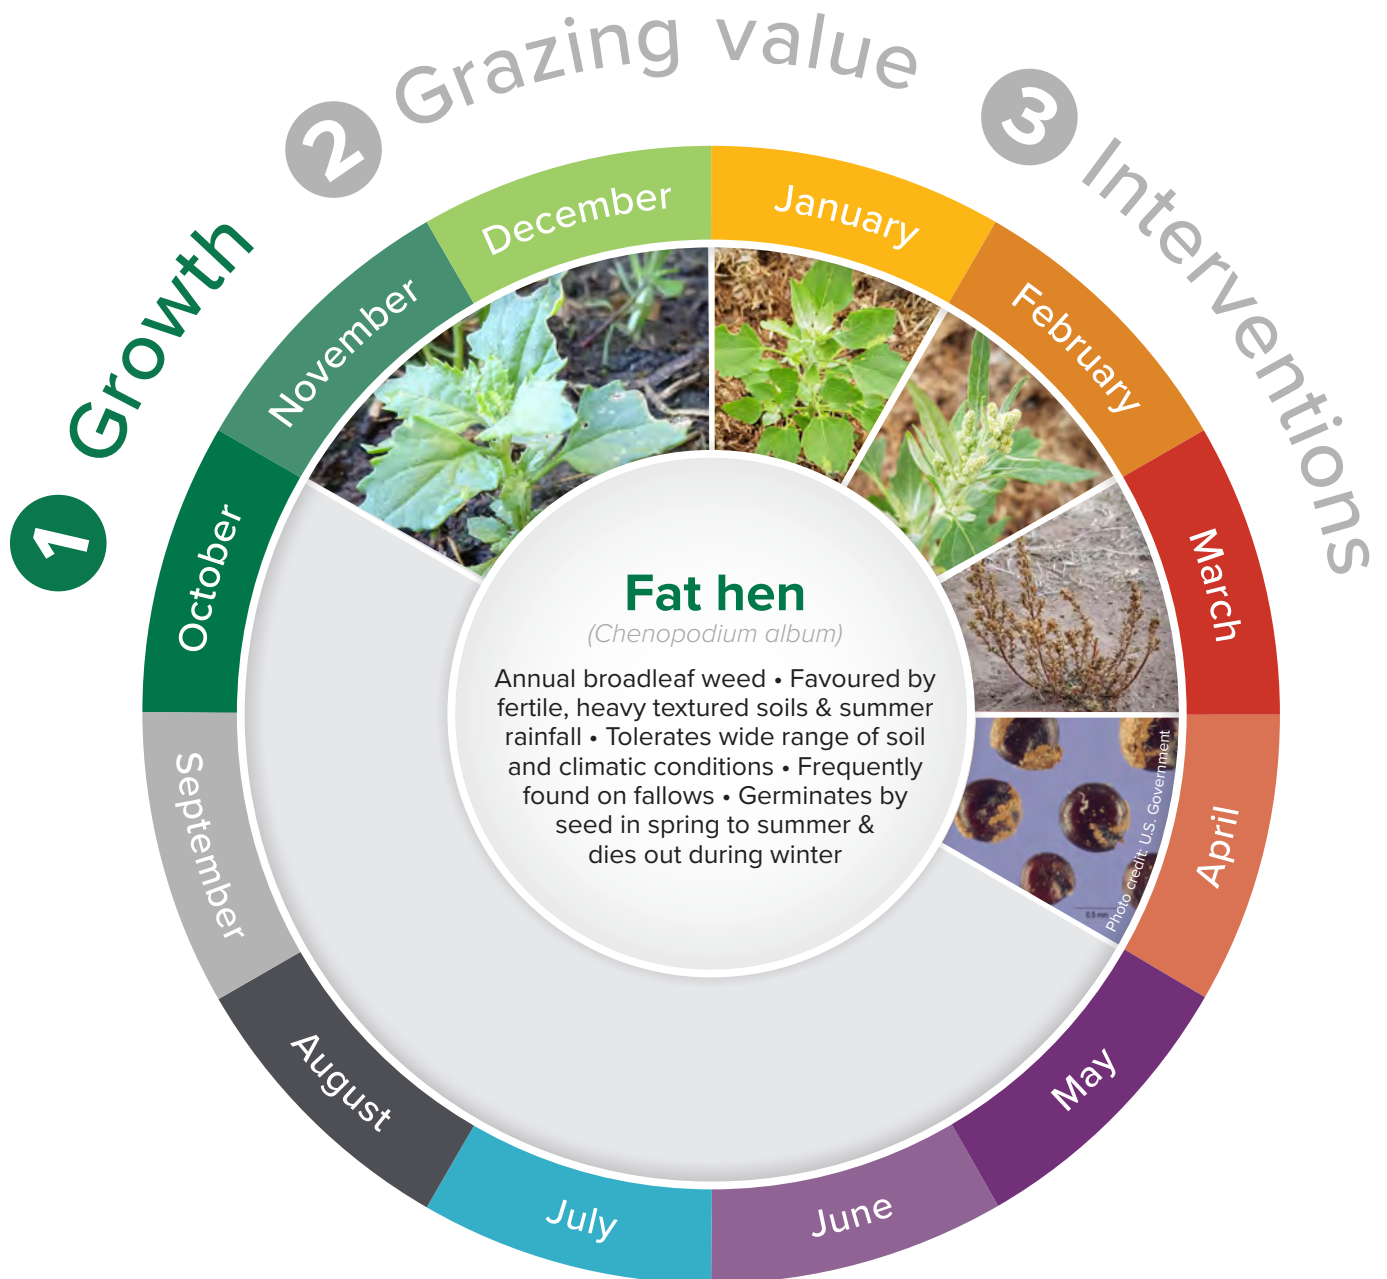 1 Growth
2 Grazing value
3 Interventions
January
February
March
April
May
June
July
August
September
October
November
December
Fat hen
(Chenopodium album)
Annual broadleaf weed • Favoured by
fertile, heavy textured soils & summer
rainfall • Tolerates wide range of soil
and climatic conditions • Frequently
found on fallows • Germinates by
seed in spring to summer &
dies out during winter
Photo credit: U.S. Government
0.5 mm